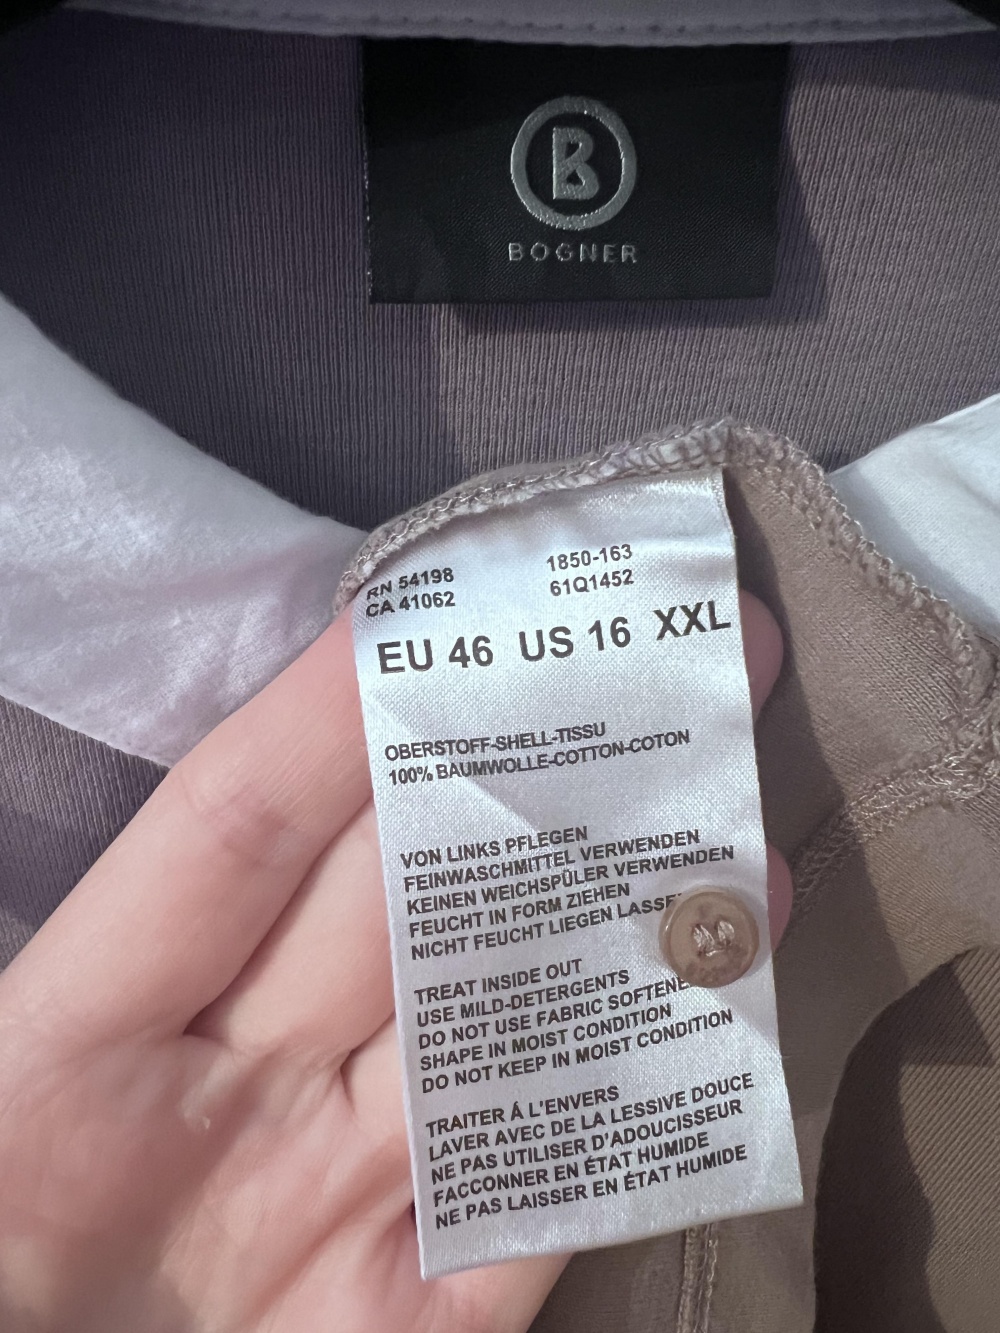 B
BOGNER
RN 54198 1850-163
CA 41062 61Q1452
EU 46 US 16 XXL
OBERSTOFF-SHELL-TISSU
100% BAUMWOLLE-COTTON-COTON
VON LINKS PFLEGEN
FEINWASCHMITTEL VERWENDEN
KEINEN WEICHSPÜLER VERWENDEN
FEUCHT IN FORM ZIEHEN
NICHT FEUCHT LIEGEN LASSE
TREAT INSIDE OUT
USE MILD-DETERGENTS
DO NOT USE FABRIC SOFTENE
SHAPE IN MOIST CONDITION
DO NOT KEEP IN MOIST CONDITION
TRAITER Á L'ENVERS
LAVER AVEC DE LA LESSIVE DOUCE
NE PAS UTILISER D'ADOUCISSEUR
FACCONNER EN ÉTAT HUMIDE
NE PAS LAISSER EN ÉTAT HUMIDE